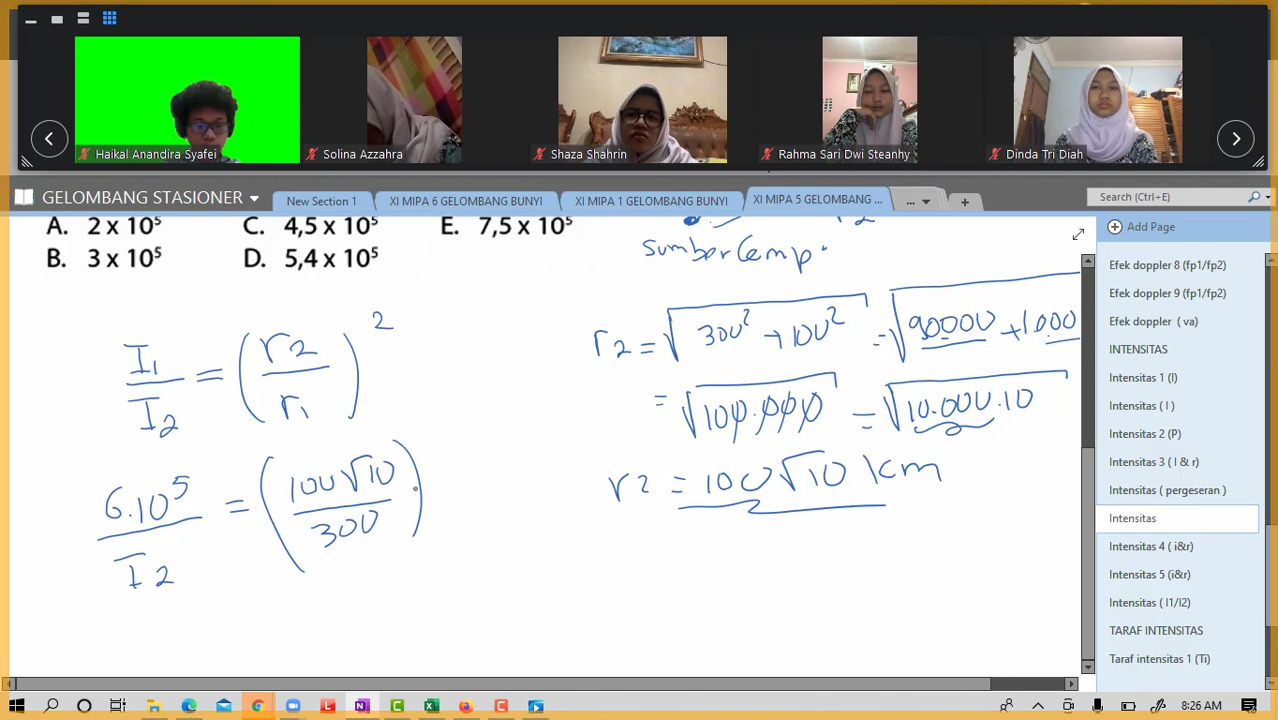 Haikal Anandira Syafei
Solina Azzahra
Shaza Shahrin
Rahma Sari Dwi Steanhy
Dinda Tri Diah
GELOMBANG STASIONER
New Section 1
XI MIPA 6 GELOMBANG BUNYI
XI MIPA 1 GELOMBANG BUNYI
XI MIPA 5 GELOMBANG ...
...
Search (Ctrl+E)
A. 2 x 10⁵ C. 4,5 x 10⁵ E. 7,5 x 10⁵
B. 3 x 10⁵ D. 5,4 x 10⁵
sumber Gemp
I₁/I₂ = (r₂/r₁)²
6.10⁵/I₂ = (100√10/300)
r₂ = √300² + 100² = √90000 + 1000
= √100.000 = √10.000.10
r₂ = 100√10 km
Add Page
Efek doppler 8 (fp1/fp2)
Efek doppler 9 (fp1/fp2)
Efek doppler ( va)
INTENSITAS
Intensitas 1 (I)
Intensitas ( I )
Intensitas 2 (P)
Intensitas 3 ( I & r)
Intensitas ( pergeseran )
Intensitas
Intensitas 4 ( i&r)
Intensitas 5 (i&r)
Intensitas ( I1/I2)
TARAF INTENSITAS
Taraf intensitas 1 (Ti)
8:26 AM